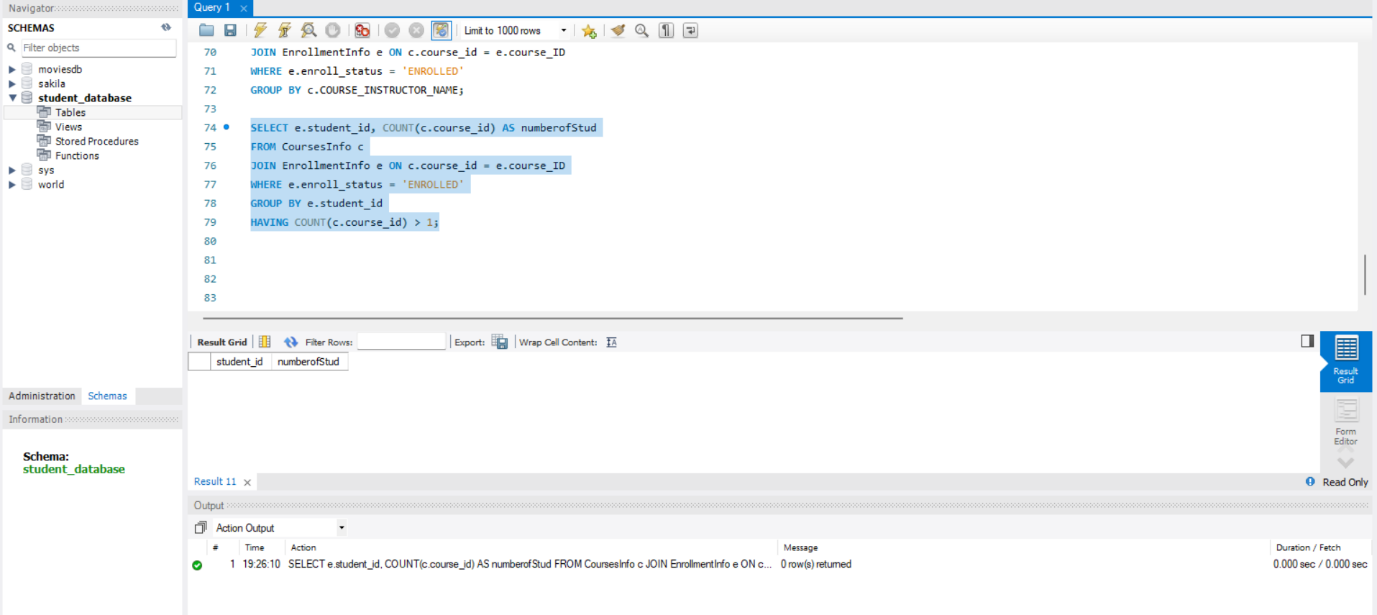 Navigator
SCHEMAS
Filter objects
moviesdb
sakila
student_database
Tables
Views
Stored Procedures
Functions
sys
world
Administration Schemas
Information
Schema:
student_database
Query 1
Limit to 1000 rows
70 JOIN EnrollmentInfo e ON c.course_id = e.course_ID
71 WHERE e.enroll_status = 'ENROLLED'
72 GROUP BY c.COURSE_INSTRUCTOR_NAME;
73
74 SELECT e.student_id, COUNT(c.course_id) AS numberofStud
75 FROM CoursesInfo c
76 JOIN EnrollmentInfo e ON c.course_id = e.course_ID
77 WHERE e.enroll_status = 'ENROLLED'
78 GROUP BY e.student_id
79 HAVING COUNT(c.course_id) > 1;
80
81
82
83
Result Grid Filter Rows: Export: Wrap Cell Content:
student_id numberofStud
Result
Grid
Form
Editor
Result 11
Read Only
Output
Action Output
# Time Action Message Duration / Fetch
1 19:26:10 SELECT e.student_id, COUNT(c.course_id) AS numberofStud FROM CoursesInfo c JOIN EnrollmentInfo e ON c... 0 row(s) returned 0.000 sec / 0.000 sec